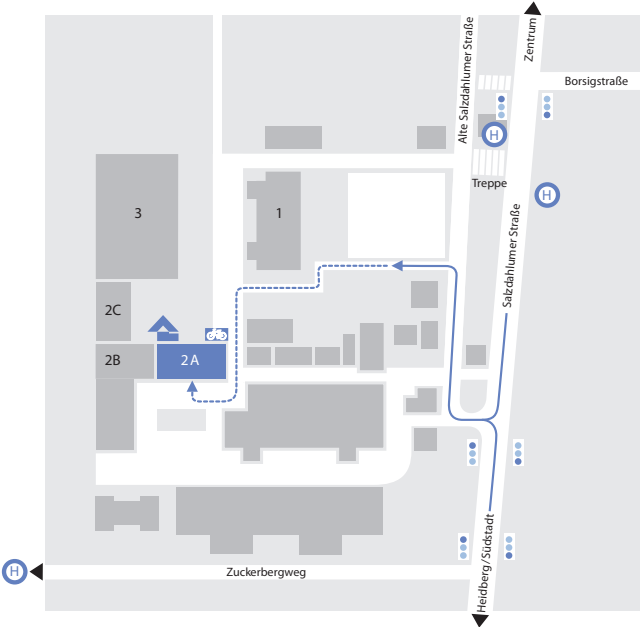 Zentrum
Alte Salzdahlumer Straße
Borsigstraße
H
Treppe
H
3
1
Salzdahlumer Straße
2C
2B
2 A
Heidberg/Südstadt
H
Zuckerbergweg